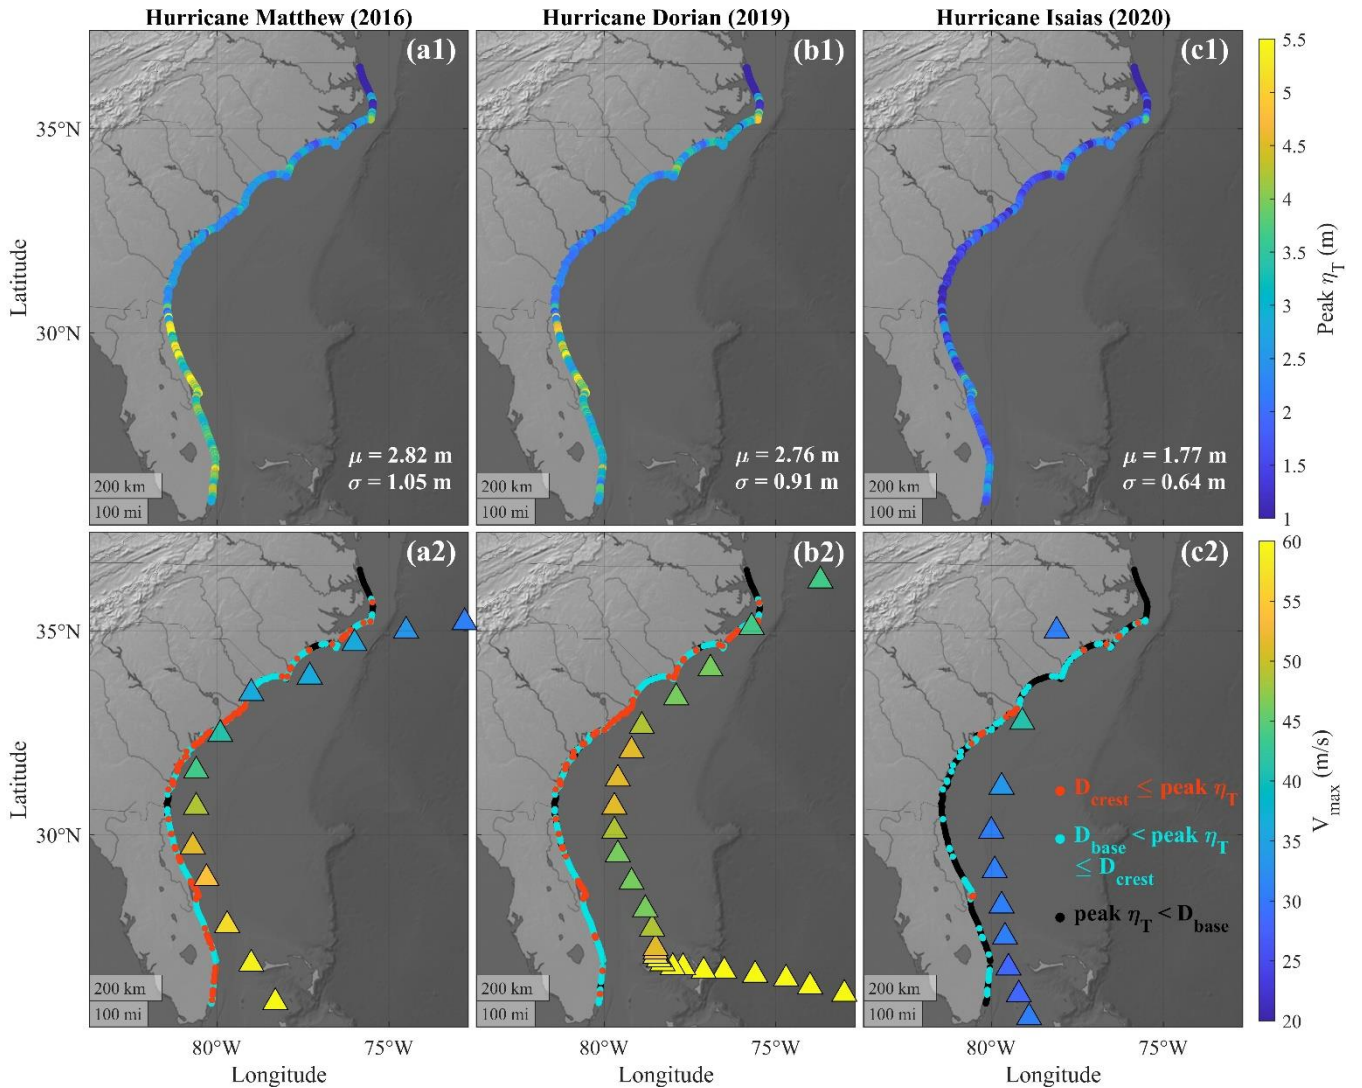 Hurricane Matthew (2016)
Hurricane Dorian (2019)
Hurricane Isaias (2020)
(a1)
(b1)
(c1)
35°N
30°N
Latitude
μ = 2.82 m
σ = 1.05 m
μ = 2.76 m
σ = 0.91 m
μ = 1.77 m
σ = 0.64 m
200 km
100 mi
200 km
100 mi
200 km
100 mi
5.5
5
4.5
4
3.5
3
2.5
2
1.5
1
Peak η_T (m)
(a2)
(b2)
(c2)
35°N
30°N
Latitude
D_crest ≤ peak η_T
D_base < peak η_T
≤ D_crest
peak η_T < D_base
200 km
100 mi
200 km
100 mi
200 km
100 mi
60
55
50
45
40
35
30
25
20
V_max (m/s)
80°W
75°W
80°W
75°W
80°W
75°W
Longitude
Longitude
Longitude